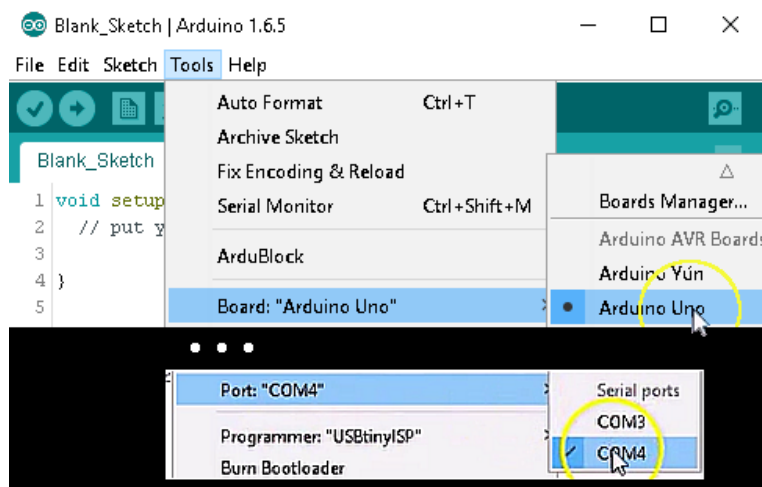 Blank_Sketch | Arduino 1.6.5
File Edit Sketch Tools Help
Auto Format Ctrl+T
Archive Sketch
Blank_Sketch
Fix Encoding & Reload
1 void setup
Serial Monitor Ctrl+Shift+M
Boards Manager...
2 // put y
Arduino AVR Boards
3
ArduBlock
4 }
Arduino Yún
5
Board: "Arduino Uno"
Arduino Uno
Port: "COM4"
Serial ports
COM3
Programmer: "USBtinyISP"
COM4
Burn Bootloader